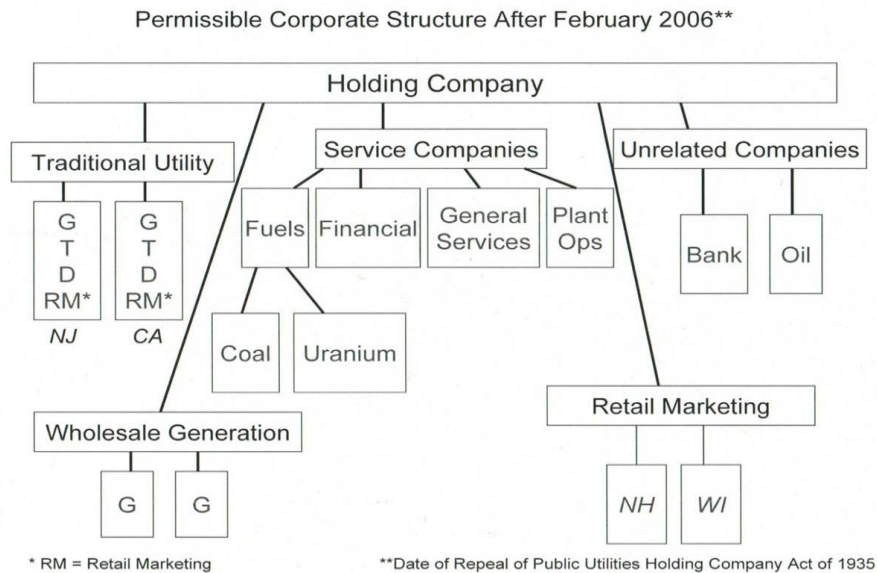 Permissible Corporate Structure After February 2006**
Holding Company
Traditional Utility
Service Companies
Unrelated Companies
G
T
D
RM*
NJ
G
T
D
RM*
CA
Fuels
Financial
General
Services
Plant
Ops
Bank
Oil
Coal
Uranium
Wholesale Generation
G
G
Retail Marketing
NH
WI
* RM = Retail Marketing
**Date of Repeal of Public Utilities Holding Company Act of 1935